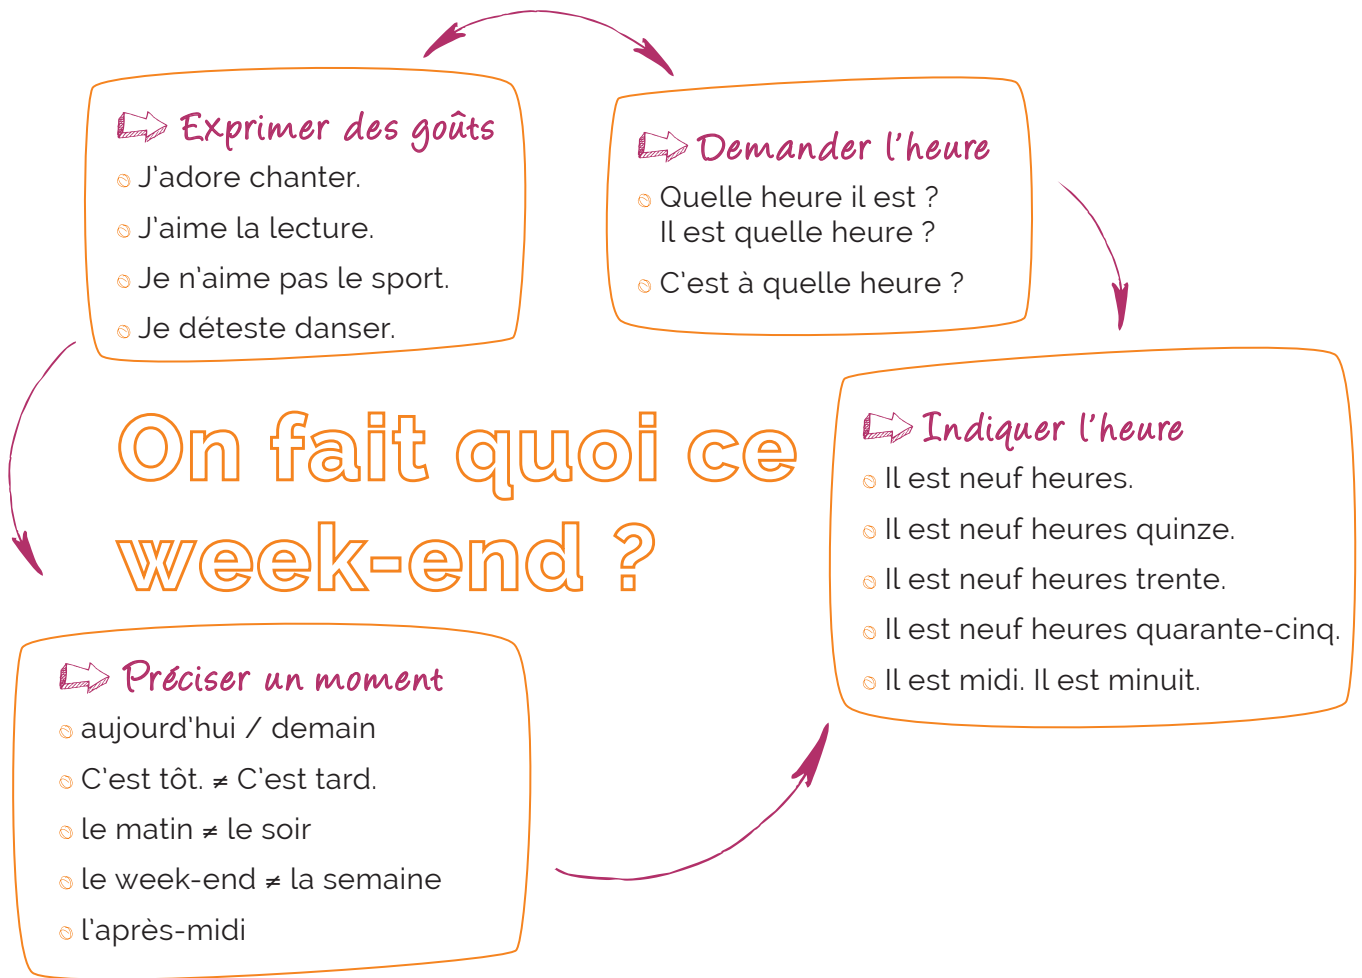 Exprimer des goûts
J'adore chanter.
J'aime la lecture.
Je n'aime pas le sport.
Je déteste danser.
Demander l'heure
Quelle heure il est ?
Il est quelle heure ?
C'est à quelle heure ?
On fait quoi ce
week-end ?
Indiquer l'heure
Il est neuf heures.
Il est neuf heures quinze.
Il est neuf heures trente.
Il est neuf heures quarante-cinq.
Il est midi. Il est minuit.
Préciser un moment
aujourd'hui / demain
C'est tôt. ≠ C'est tard.
le matin ≠ le soir
le week-end ≠ la semaine
l'après-midi